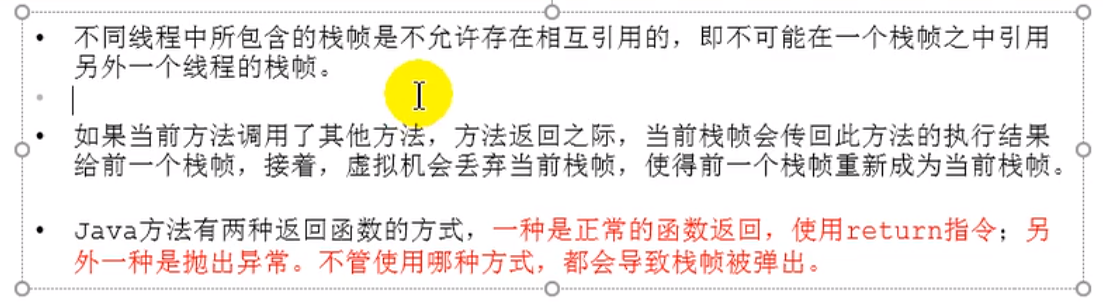 • 不同线程中所包含的栈帧是不允许存在相互引用的，即不可能在一个栈帧之中引用
另外一个线程的栈帧。
• 如果当前方法调用了其他方法，方法返回之际，当前栈帧会传回此方法的执行结果
给前一个栈帧，接着，虚拟机会丢弃当前栈帧，使得前一个栈帧重新成为当前栈帧。
• Java方法有两种返回函数的方式，一种是正常的函数返回，使用return指令；另
外一种是抛出异常。不管使用哪种方式，都会导致栈帧被弹出。